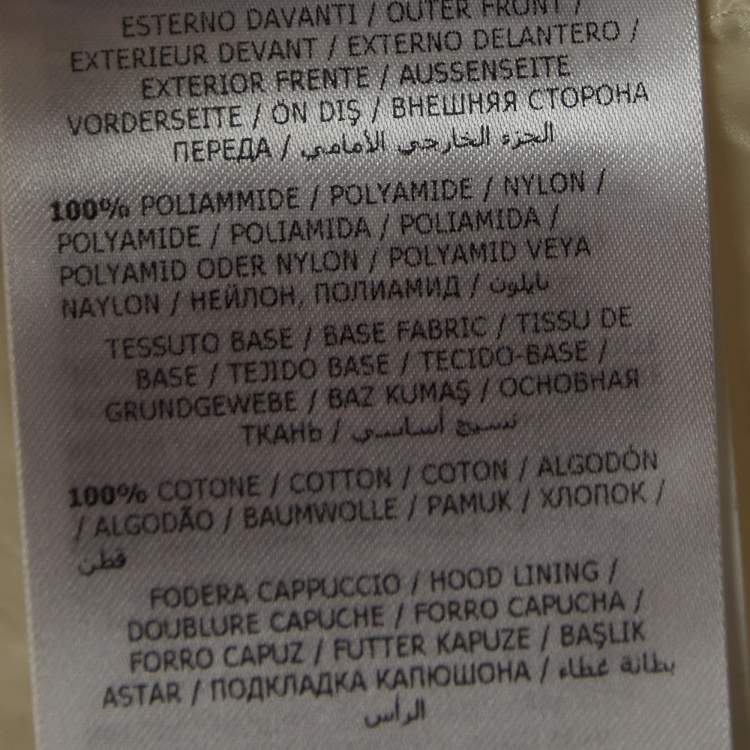 ESTERNO DAVANTI / OUTER FRONT /
EXTERIEUR DEVANT / EXTERNO DELANTERO /
EXTERIOR FRENTE / AUSSENSEITE
VORDERSEITE / ÖN DIŞ / ВНЕШНЯЯ СТОРОНА
ПЕРЕДА / الجزء الخارجي الأمامي
100% POLIAMMIDE / POLYAMIDE / NYLON /
POLYAMIDE / POLIAMIDA / POLIAMIDA /
POLYAMID ODER NYLON / POLYAMID VEYA
NAYLON / НЕЙЛОН, ПОЛИАМИД / نايلون
TESSUTO BASE / BASE FABRIC / TISSU DE
BASE / TEJIDO BASE / TECIDO-BASE /
GRUNDGEWEBE / BAZ KUMAŞ / ОСНОВНАЯ
ТКАНЬ / نسيج أساسي
100% COTONE / COTTON / COTON / ALGODÓN
/ ALGODÃO / BAUMWOLLE / PAMUK / ХЛОПОК /
قطن
FODERA CAPPUCCIO / HOOD LINING /
DOUBLURE CAPUCHE / FORRO CAPUCHA /
FORRO CAPUZ / FUTTER KAPUZE / BAŞLIK
ASTAR / ПОДКЛАДКА КАПЮШОНА / بطانة غطاء
الرأس